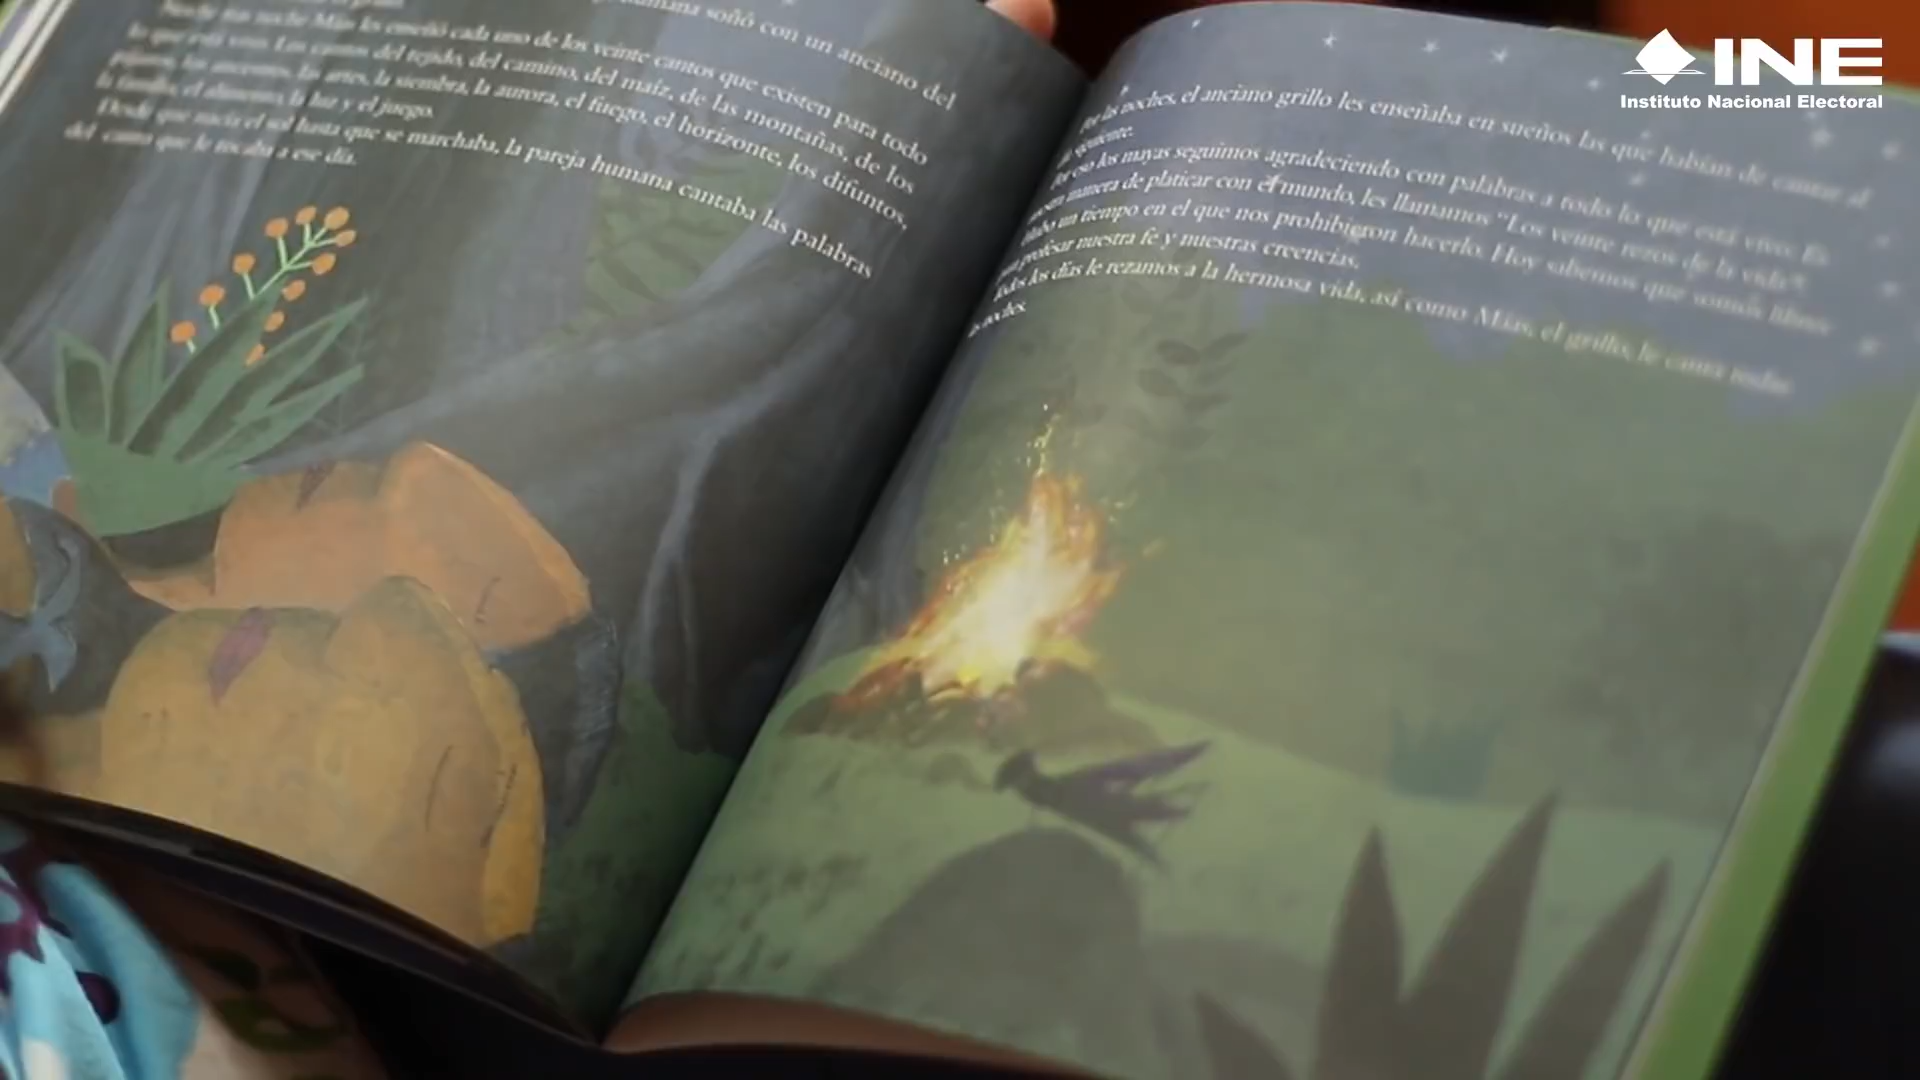 humana soñó con un anciano del
Noche tras noche Máas les enseñó cada uno de los veinte cantos que existen para todo
lo que está vivo. Los cantos del tejido, del camino, del maíz, de las montañas, de los
pájaros, los ancestros, las artes, la siembra, la aurora, el fuego, el horizonte, los difuntos,
la familia, el alimento, la luz y el juego.
Desde que nacía el sol hasta que se marchaba, la pareja humana cantaba las palabras
del canto que le tocaba a ese día.
Por las noches, el anciano grillo les enseñaba en sueños las que habían de cantar al
día siguiente.
Por eso los mayas seguimos agradeciendo con palabras a todo lo que está vivo. Es
manera de platicar con el mundo, les llamamos "Los veinte rezos de la vida".
Hubo un tiempo en el que nos prohibieron hacerlo. Hoy sabemos que somos libres
profesar nuestra fe y nuestras creencias.
Todos los días le rezamos a la hermosa vida, así como Máas, el grillo, le canta todas
las noches.
INE
Instituto Nacional Electoral